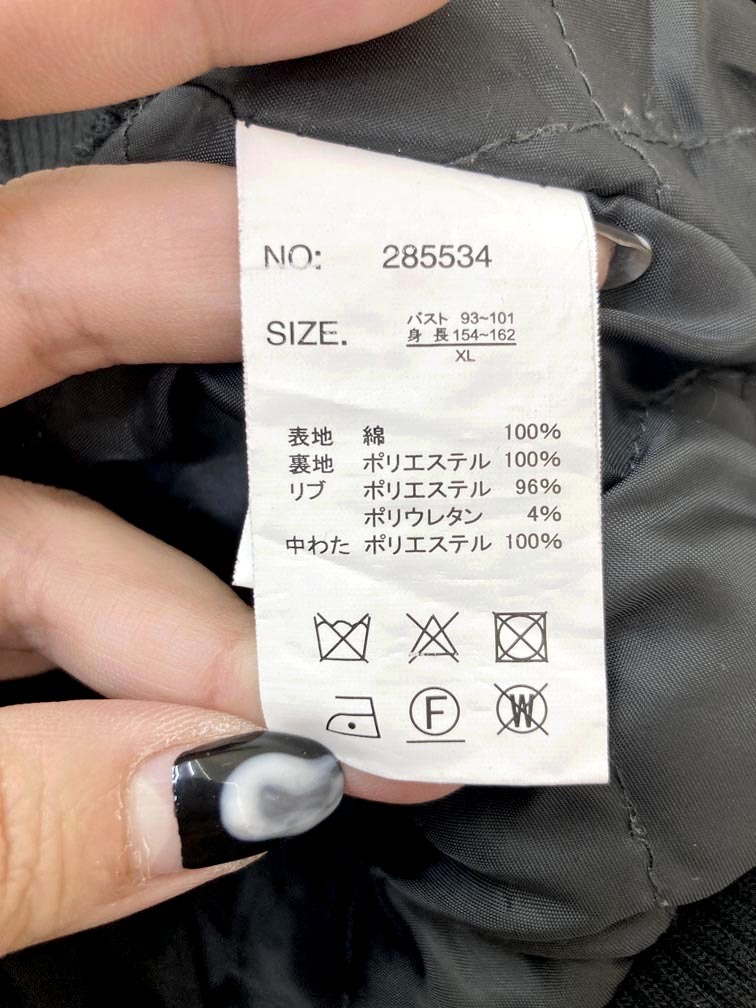 NO: 285534
SIZE. バスト 93~101
身長 154~162
XL
表地 綿 100%
裏地 ポリエステル 100%
リブ ポリエステル 96%
ポリウレタン 4%
中わた ポリエステル 100%
F W